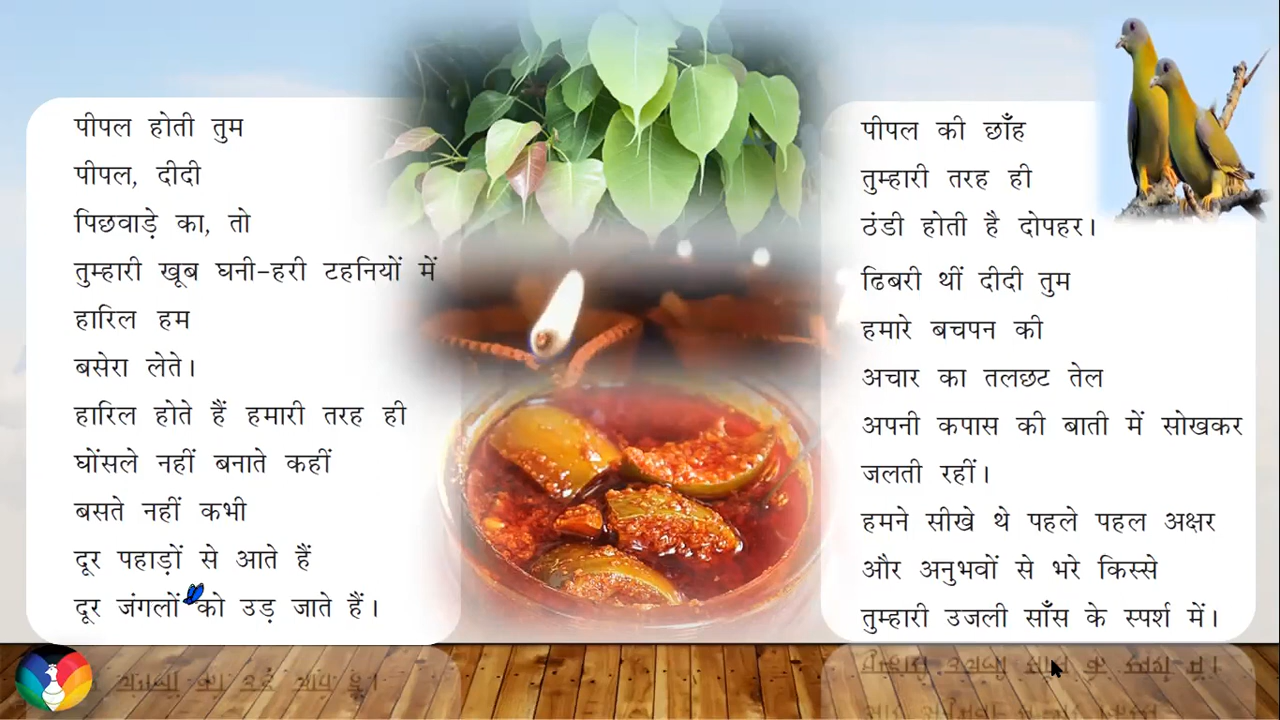 पीपल होती तुम
पीपल, दीदी
पिछवाड़े का, तो
तुम्हारी खूब घनी-हरी टहनियों में
हारिल हम
बसेरा लेते।
हारिल होते हैं हमारी तरह ही
घोंसले नहीं बनाते कहीं
बसते नहीं कभी
दूर पहाड़ों से आते हैं
दूर जंगलों को उड़ जाते हैं।
पीपल की छाँह
तुम्हारी तरह ही
ठंडी होती है दोपहर।
ढिबरी थीं दीदी तुम
हमारे बचपन की
अचार का तलछट तेल
अपनी कपास की बाती में सोखकर
जलती रहीं।
हमने सीखे थे पहले पहल अक्षर
और अनुभवों से भरे किस्से
तुम्हारी उजली साँस के स्पर्श में।